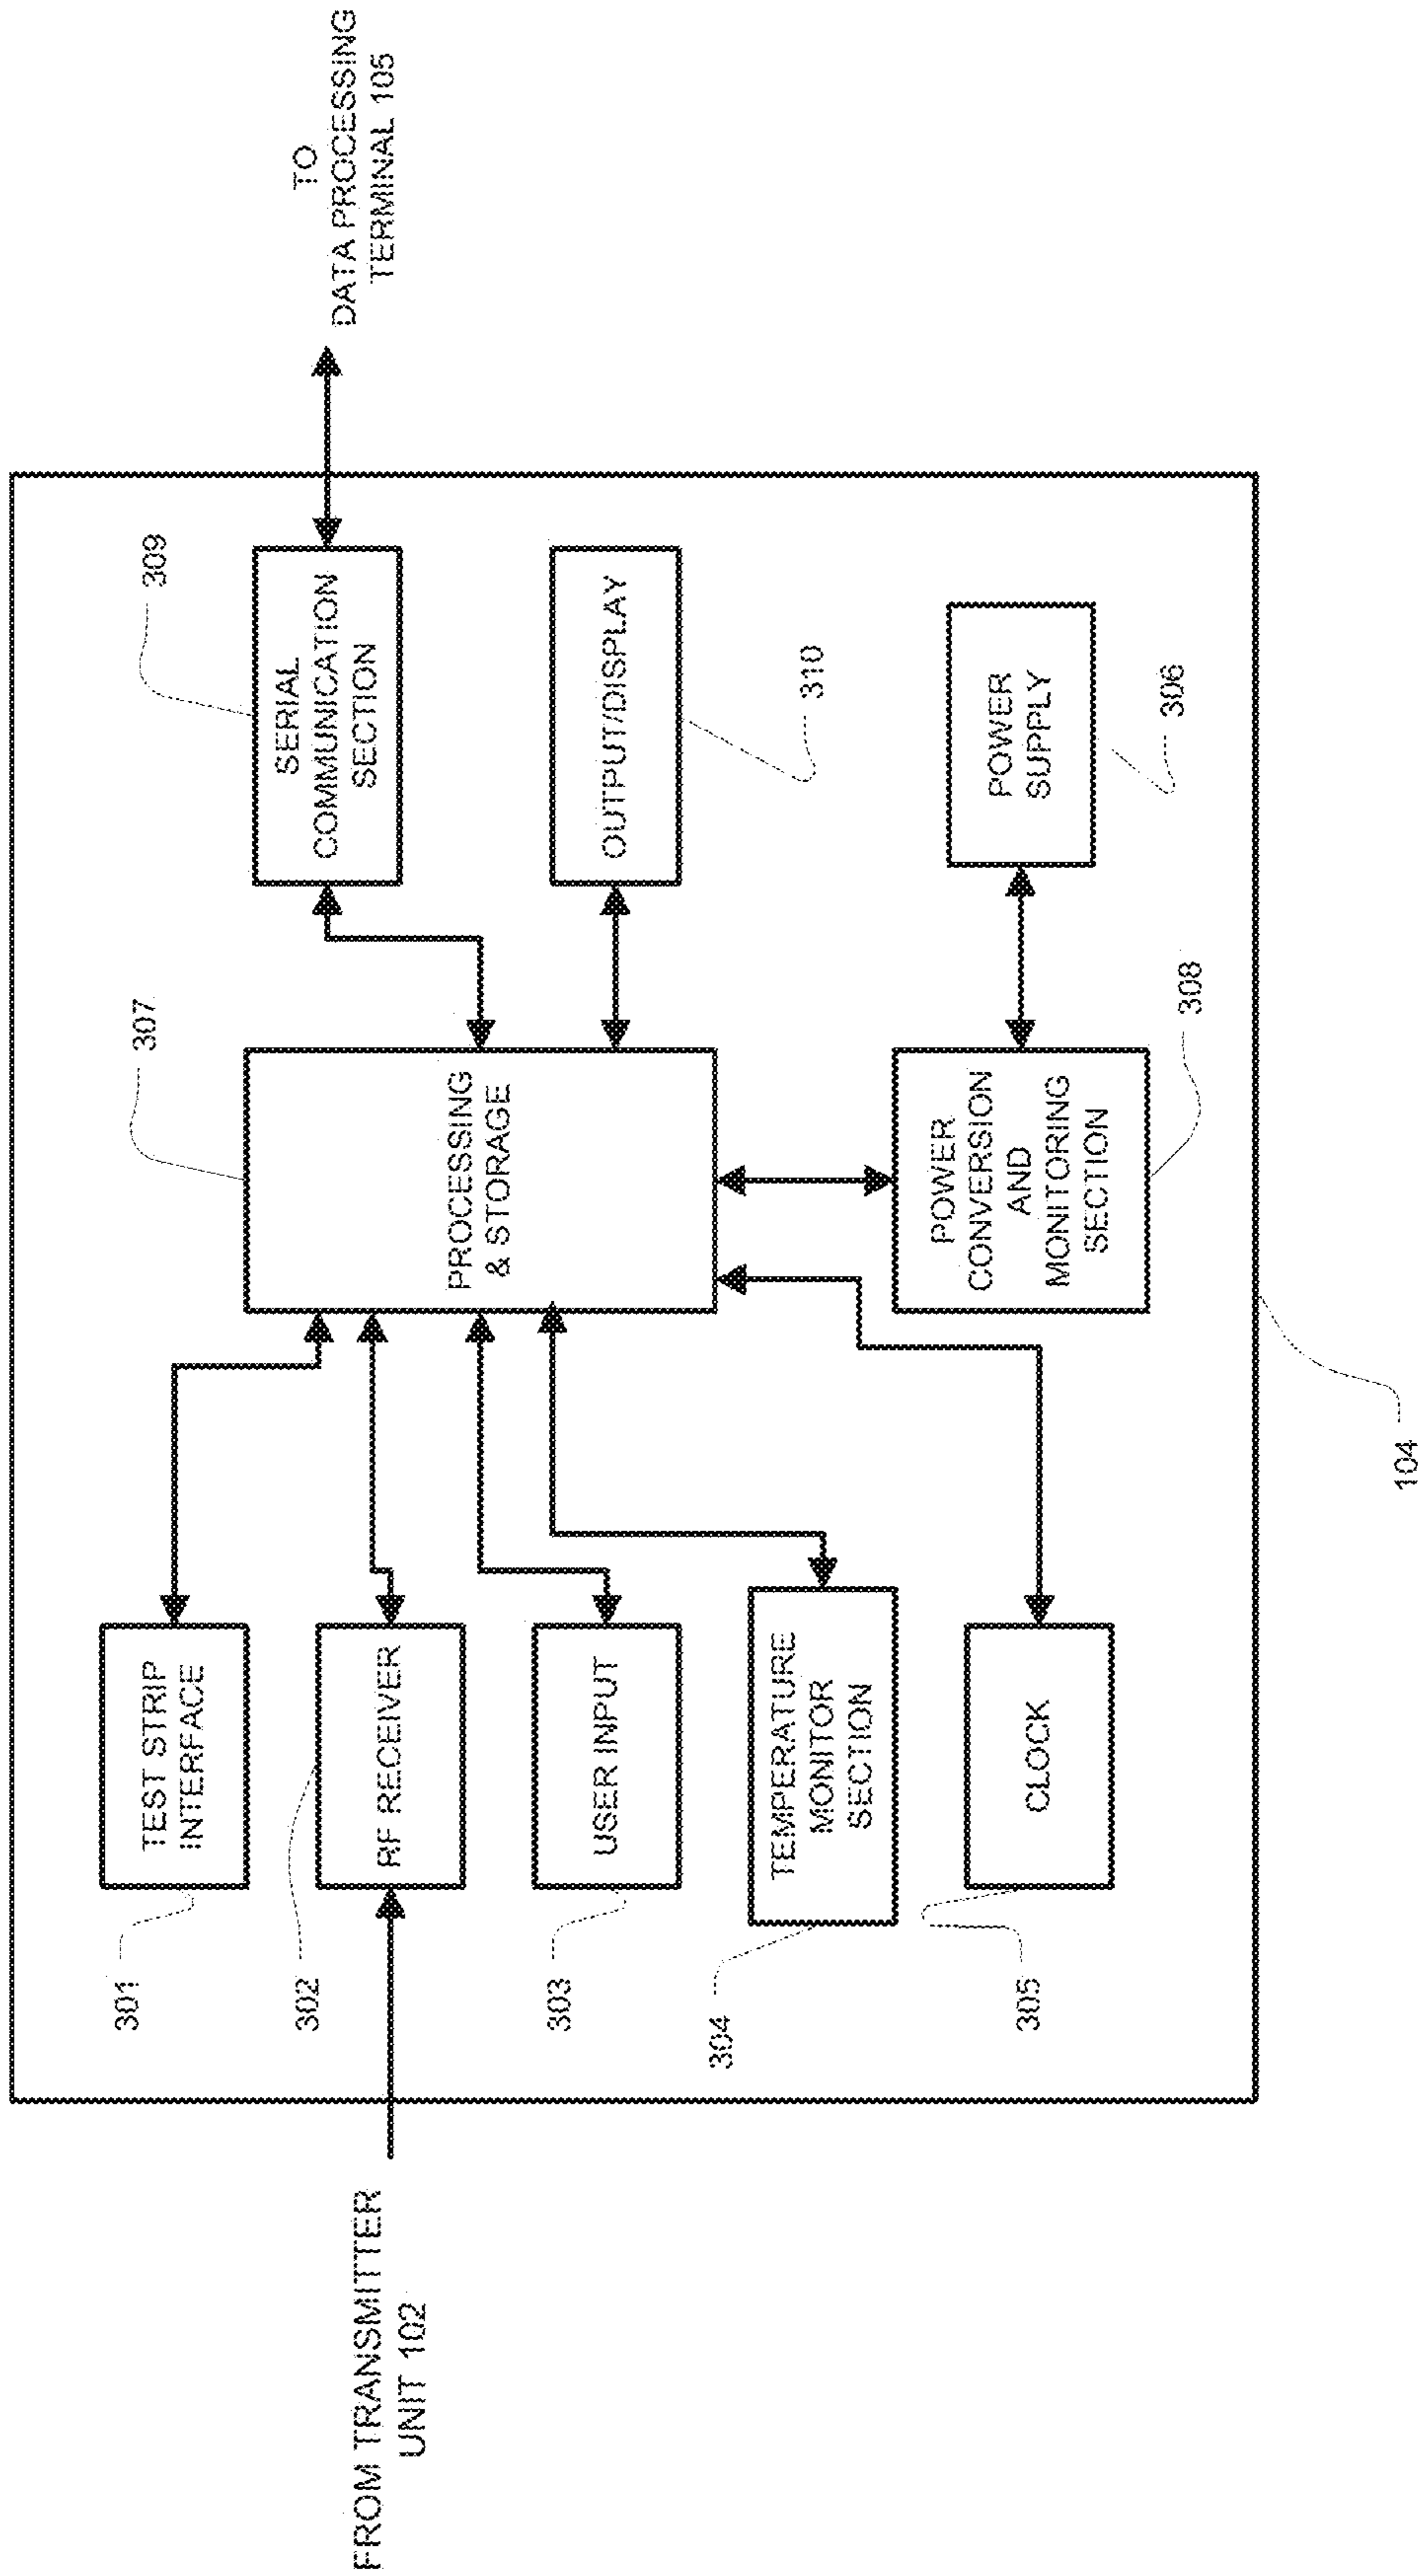 FROM TRANSMITTER
UNIT 102
301
TEST STRIP
INTERFACE
302
RF RECEIVER
303
USER INPUT
304
TEMPERATURE
MONITOR
SECTION
305
CLOCK
307
PROCESSING
& STORAGE
POWER
CONVERSION
AND
MONITORING
SECTION
308
309
SERIAL
COMMUNICATION
SECTION
OUTPUT/DISPLAY
310
POWER
SUPPLY
306
TO
DATA PROCESSING
TERMINAL 105
104